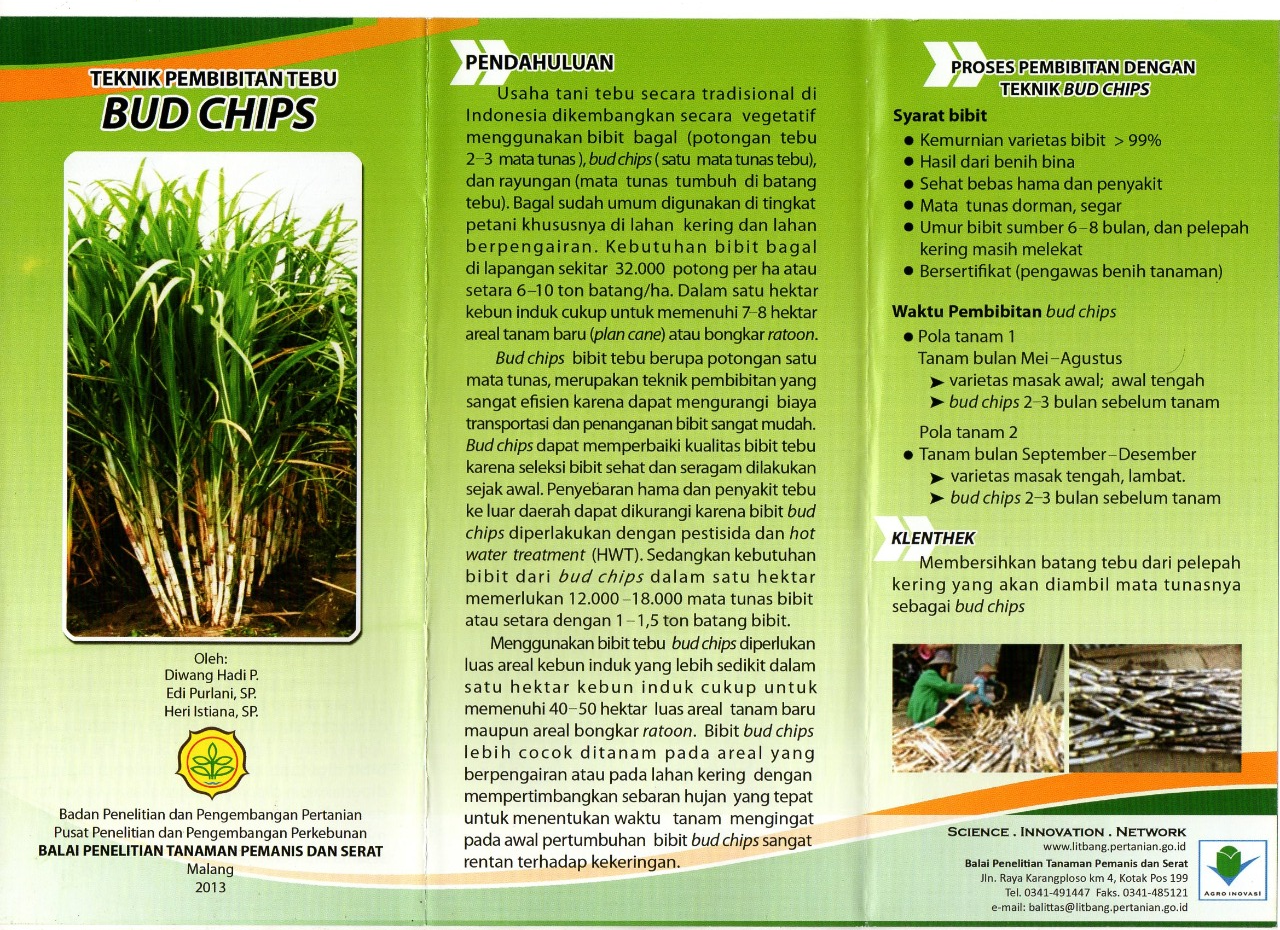 TEKNIK PEMBIBITAN TEBU
BUD CHIPS
Oleh:
Diwang Hadi P.
Edi Purlani, SP.
Heri Istiana, SP.
Badan Penelitian dan Pengembangan Pertanian
Pusat Penelitian dan Pengembangan Perkebunan
BALAI PENELITIAN TANAMAN PEMANIS DAN SERAT
Malang
2013
PENDAHULUAN
Usaha tani tebu secara tradisional di
Indonesia dikembangkan secara vegetatif
menggunakan bibit bagal (potongan tebu
2–3 mata tunas ), bud chips ( satu mata tunas tebu),
dan rayungan (mata tunas tumbuh di batang
tebu). Bagal sudah umum digunakan di tingkat
petani khususnya di lahan kering dan lahan
berpengairan. Kebutuhan bibit bagal
di lapangan sekitar 32.000 potong per ha atau
setara 6–10 ton batang/ha. Dalam satu hektar
kebun induk cukup untuk memenuhi 7–8 hektar
areal tanam baru (plan cane) atau bongkar ratoon.
Bud chips bibit tebu berupa potongan satu
mata tunas, merupakan teknik pembibitan yang
sangat efisien karena dapat mengurangi biaya
transportasi dan penanganan bibit sangat mudah.
Bud chips dapat memperbaiki kualitas bibit tebu
karena seleksi bibit sehat dan seragam dilakukan
sejak awal. Penyebaran hama dan penyakit tebu
ke luar daerah dapat dikurangi karena bibit bud
chips diperlakukan dengan pestisida dan hot
water treatment (HWT). Sedangkan kebutuhan
bibit dari bud chips dalam satu hektar
memerlukan 12.000 –18.000 mata tunas bibit
atau setara dengan 1–1,5 ton batang bibit.
Menggunakan bibit tebu bud chips diperlukan
luas areal kebun induk yang lebih sedikit dalam
satu hektar kebun induk cukup untuk
memenuhi 40–50 hektar luas areal tanam baru
maupun areal bongkar ratoon. Bibit bud chips
lebih cocok ditanam pada areal yang
berpengairan atau pada lahan kering dengan
mempertimbangkan sebaran hujan yang tepat
untuk menentukan waktu tanam mengingat
pada awal pertumbuhan bibit bud chips sangat
rentan terhadap kekeringan.
PROSES PEMBIBITAN DENGAN
TEKNIK BUD CHIPS
Syarat bibit
● Kemurnian varietas bibit > 99%
● Hasil dari benih bina
● Sehat bebas hama dan penyakit
● Mata tunas dorman, segar
● Umur bibit sumber 6–8 bulan, dan pelepah
kering masih melekat
● Bersertifikat (pengawas benih tanaman)
Waktu Pembibitan bud chips
● Pola tanam 1
Tanam bulan Mei–Agustus
➤ varietas masak awal; awal tengah
➤ bud chips 2–3 bulan sebelum tanam
Pola tanam 2
● Tanam bulan September–Desember
➤ varietas masak tengah, lambat.
➤ bud chips 2–3 bulan sebelum tanam
KLENTHEK
Membersihkan batang tebu dari pelepah
kering yang akan diambil mata tunasnya
sebagai bud chips
SCIENCE . INNOVATION . NETWORK
www.litbang.pertanian.go.id
Balai Penelitian Tanaman Pemanis dan Serat
Jln. Raya Karangploso km 4, Kotak Pos 199
Tel. 0341-491447 Faks. 0341-485121
e-mail: balittas@litbang.pertanian.go.id
AGRO INOVASI